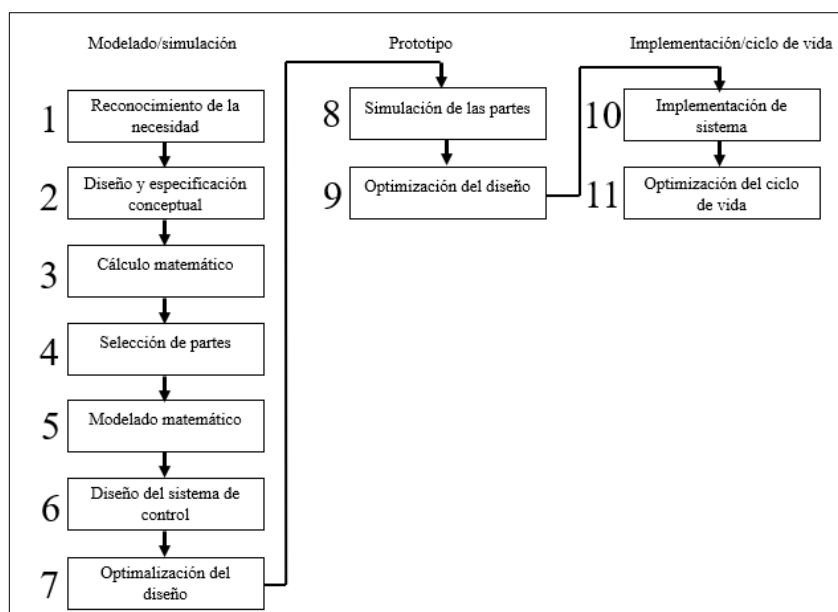 Modelado/simulación
1
Reconocimiento de la
necesidad
2
Diseño y especificación
conceptual
3
Cálculo matemático
4
Selección de partes
5
Modelado matemático
6
Diseño del sistema de
control
7
Optimalización del
diseño
Prototipo
8
Simulación de las partes
9
Optimización del diseño
Implementación/ciclo de vida
10
Implementación de
sistema
11
Optimización del ciclo
de vida